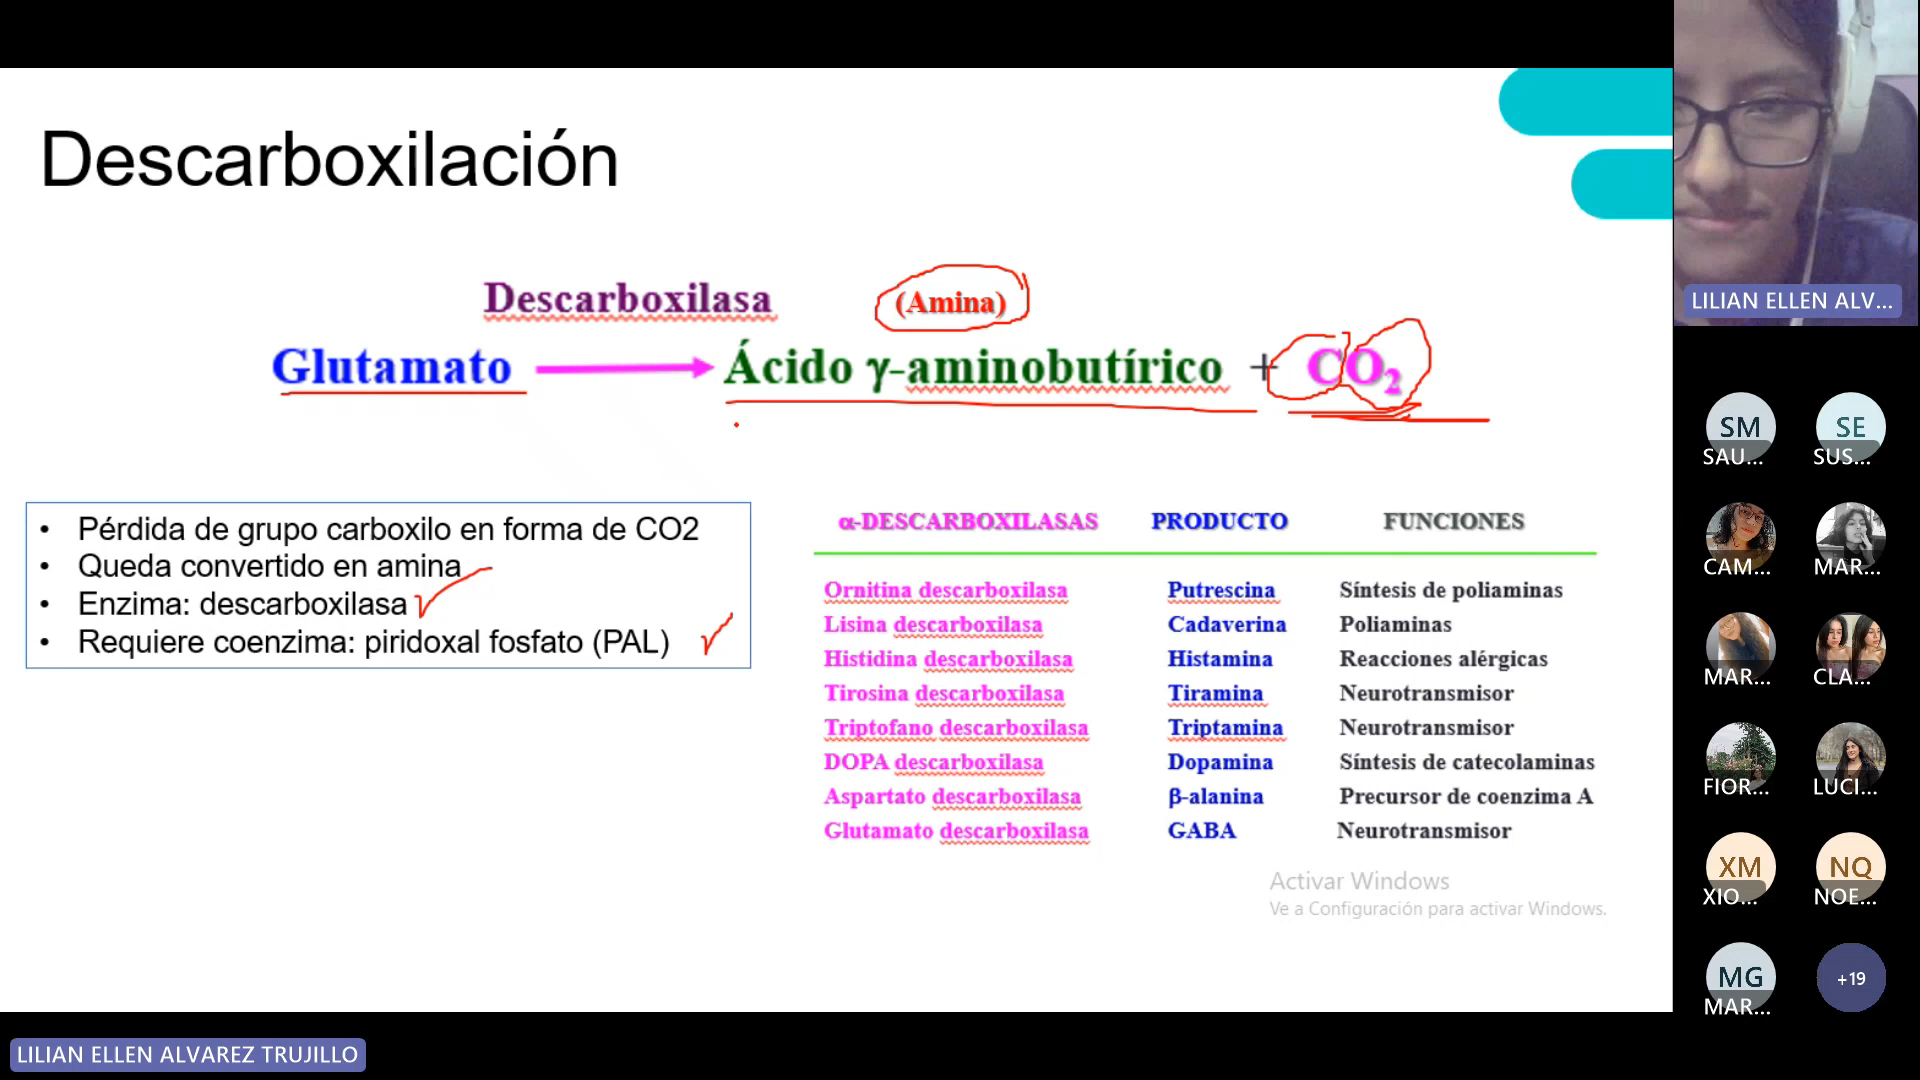 Descarboxilación
Descarboxilasa (Amina)
Glutamato Ácido γ-aminobutírico + CO2
• Pérdida de grupo carboxilo en forma de CO2
• Queda convertido en amina
• Enzima: descarboxilasa
• Requiere coenzima: piridoxal fosfato (PAL)
α-DESCARBOXILASAS PRODUCTO FUNCIONES
Ornitina descarboxilasa Putrescina Síntesis de poliaminas
Lisina descarboxilasa Cadaverina Poliaminas
Histidina descarboxilasa Histamina Reacciones alérgicas
Tirosina descarboxilasa Tiramina Neurotransmisor
Triptofano descarboxilasa Triptamina Neurotransmisor
DOPA descarboxilasa Dopamina Síntesis de catecolaminas
Aspartato descarboxilasa β-alanina Precursor de coenzima A
Glutamato descarboxilasa GABA Neurotransmisor
Activar Windows
Ve a Configuración para activar Windows.
LILIAN ELLEN ALV...
SM SE
SAU... SUS...
CAM... MAR...
MAR... CLA...
FIOR... LUCI...
XM NQ
XIO... NOE...
MG +19
MAR...
LILIAN ELLEN ALVAREZ TRUJILLO